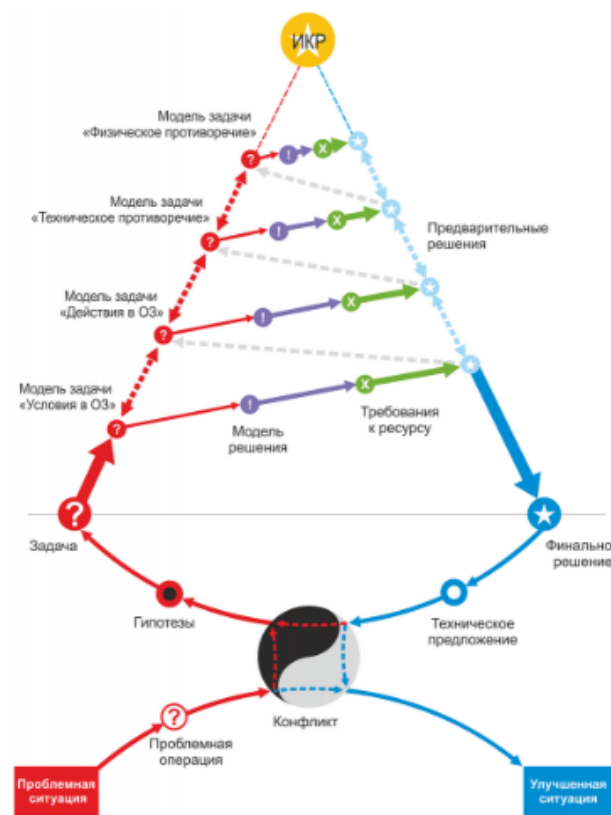 ИКР
Модель задачи
«Физическое противоречие»
?
!
X
Модель задачи
«Техническое противоречие»
?
!
X
Предварительные
решения
Модель задачи
«Действия в ОЗ»
?
!
X
Модель задачи
«Условия в ОЗ»
?
!
X
Модель
решения
Требования
к ресурсу
?
Задача
Финально
решение
Гипотезы
Техническое
предложение
Конфликт
?
Проблемная
операция
Проблемная
ситуация
Улучшенная
ситуация